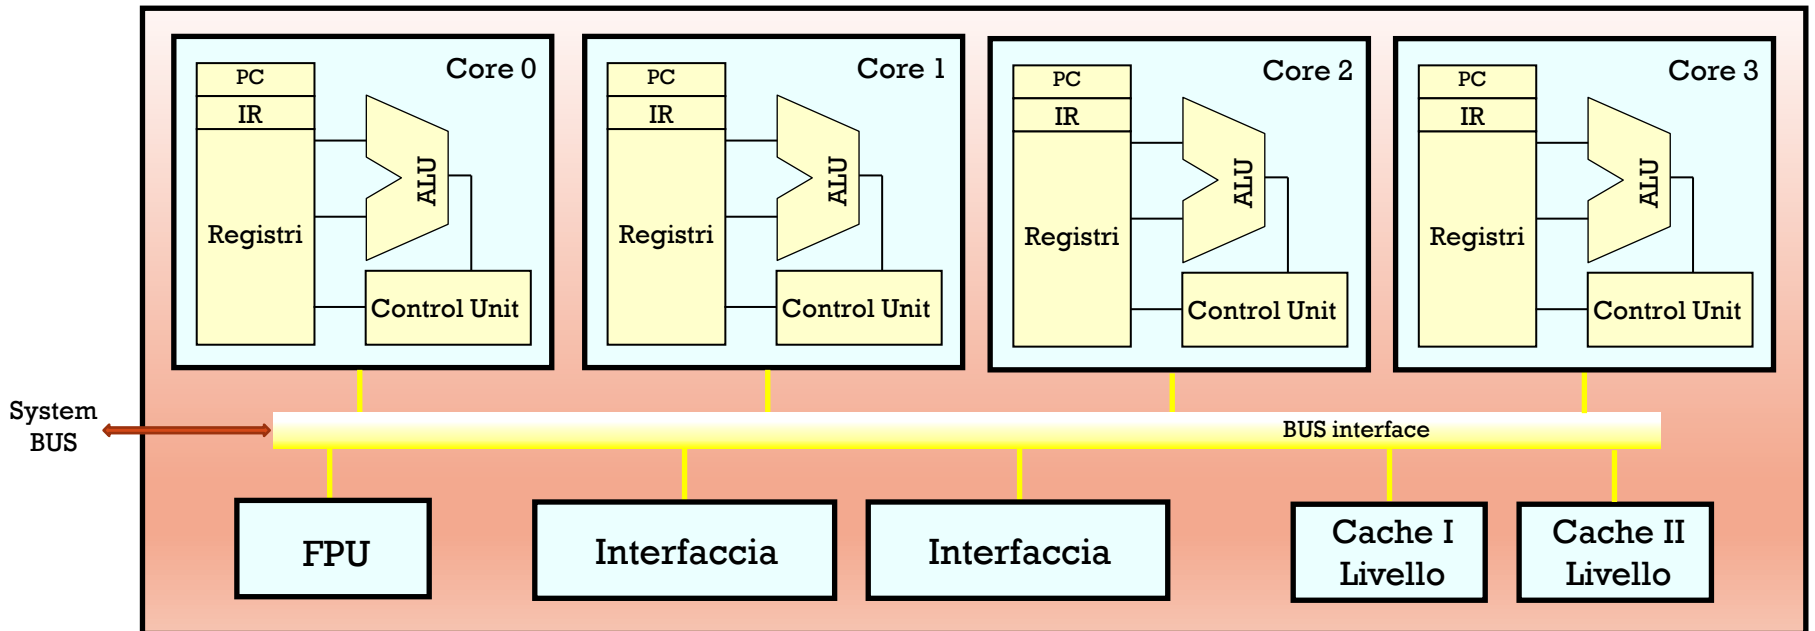 Core 0
PC
IR
ALU
Registri
Control Unit
Core 1
PC
IR
ALU
Registri
Control Unit
Core 2
PC
IR
ALU
Registri
Control Unit
Core 3
PC
IR
ALU
Registri
Control Unit
System
BUS
BUS interface
FPU
Interfaccia
Interfaccia
Cache I
Livello
Cache II
Livello